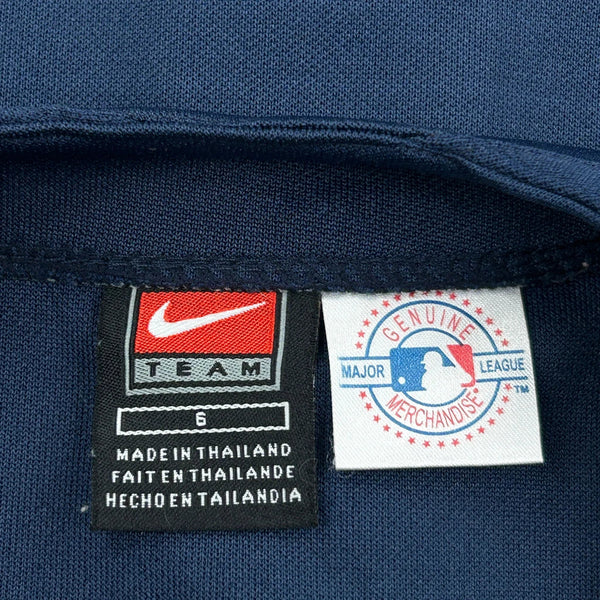 TEAM
6
MADE IN THAILAND
FAIT EN THAILANDE
HECHO EN TAILANDIA
GENUINE
MAJOR LEAGUE
MERCHANDISE
TM